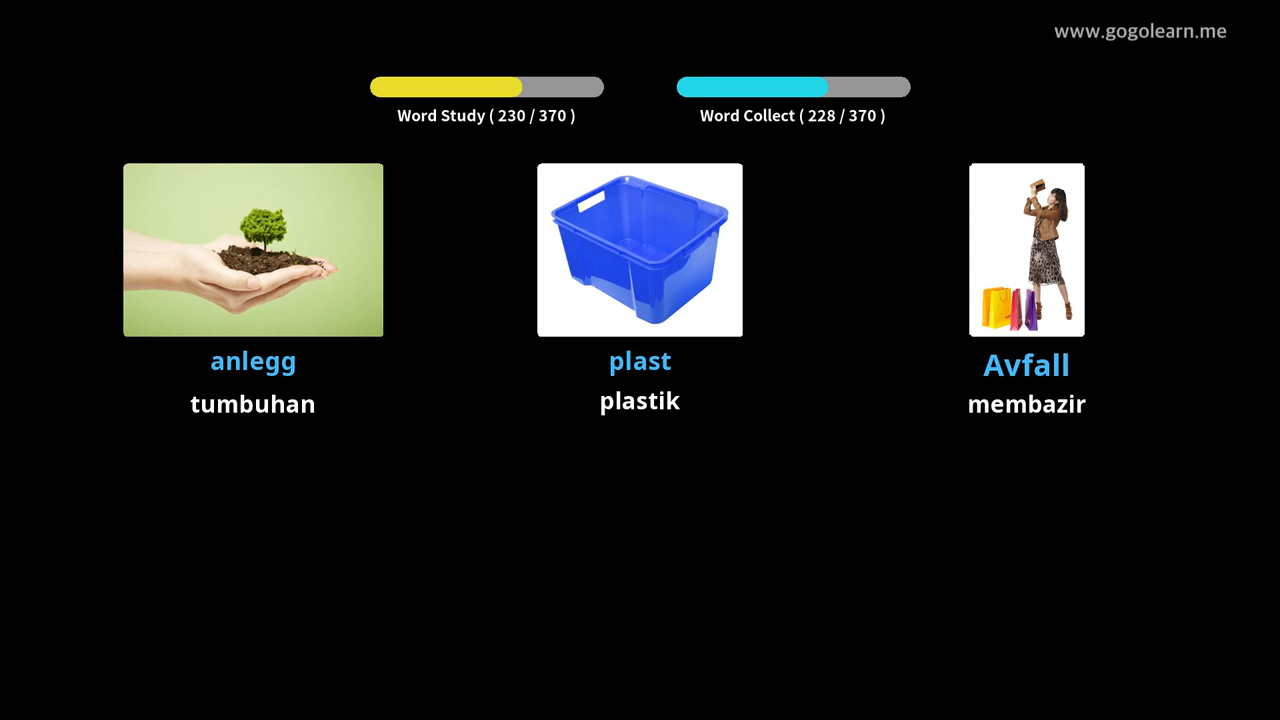 www.gogolearn.me
Word Study ( 230 / 370 )
Word Collect ( 228 / 370 )
anlegg
tumbuhan
plast
plastik
Avfall
membazir